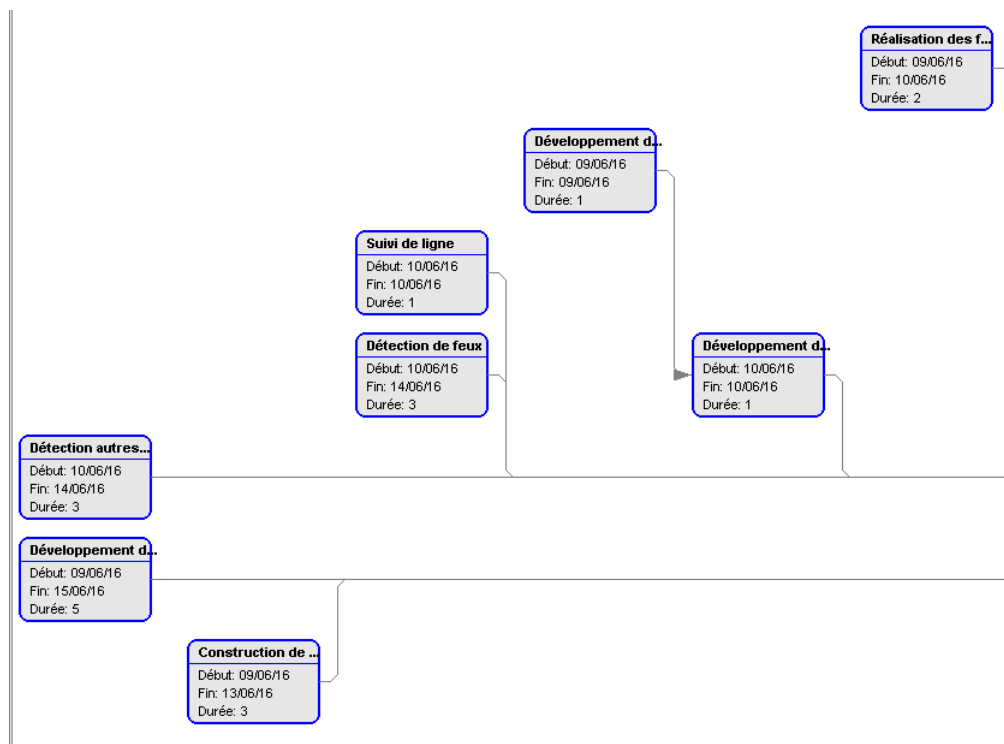 Réalisation des f...
Début: 09/06/16
Fin: 10/06/16
Durée: 2
Développement d...
Début: 09/06/16
Fin: 09/06/16
Durée: 1
Suivi de ligne
Début: 10/06/16
Fin: 10/06/16
Durée: 1
Détection de feux
Début: 10/06/16
Fin: 14/06/16
Durée: 3
Développement d...
Début: 10/06/16
Fin: 10/06/16
Durée: 1
Détection autres...
Début: 10/06/16
Fin: 14/06/16
Durée: 3
Développement d...
Début: 09/06/16
Fin: 15/06/16
Durée: 5
Construction de ...
Début: 09/06/16
Fin: 13/06/16
Durée: 3